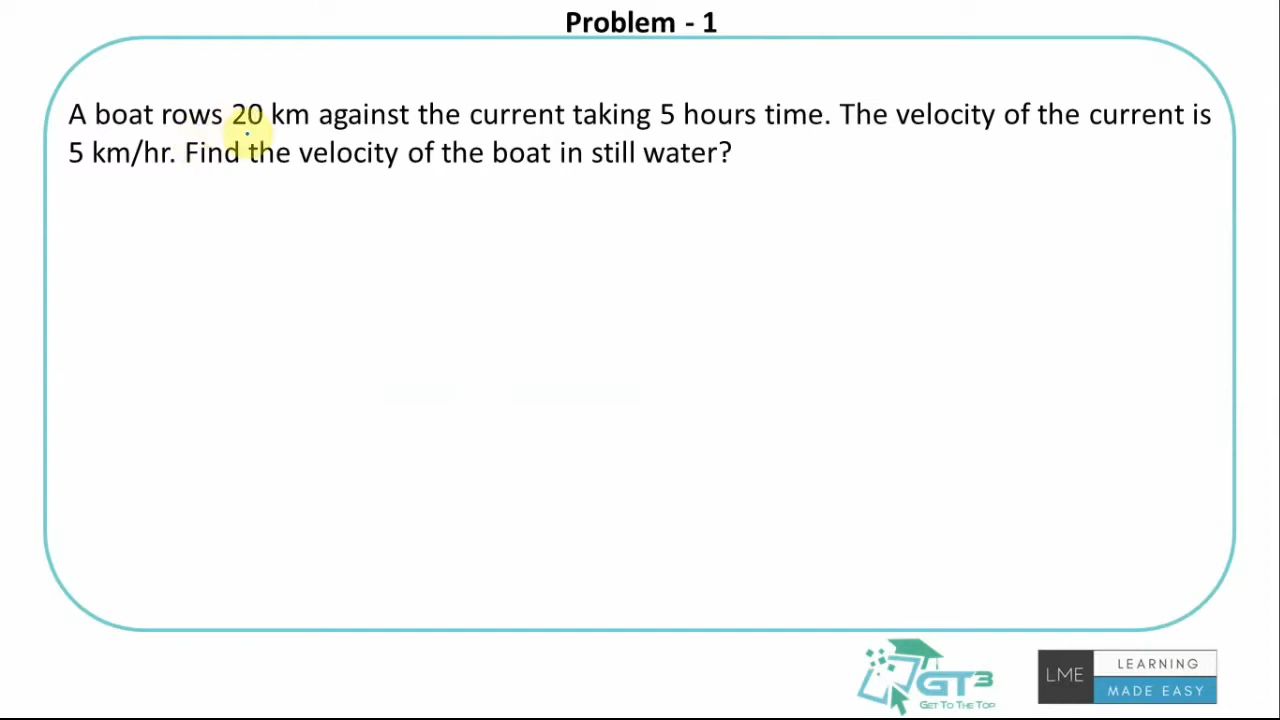 Problem - 1
A boat rows 20 km against the current taking 5 hours time. The velocity of the current is
5 km/hr. Find the velocity of the boat in still water?
GT3
GET TO THE TOP
LME
LEARNING
MADE EASY